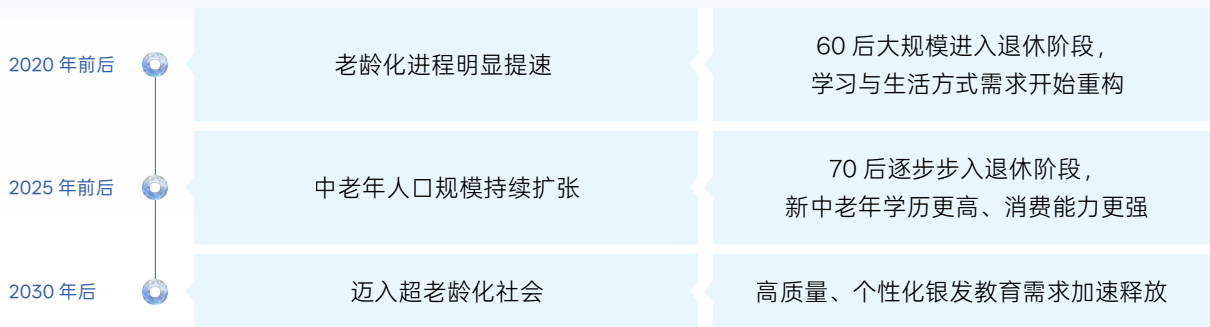 2020 年前后
老龄化进程明显提速
60 后大规模进入退休阶段，
学习与生活方式需求开始重构
2025 年前后
中老年人口规模持续扩张
70 后逐步步入退休阶段，
新中老年学历更高、消费能力更强
2030 年后
迈入超老龄化社会
高质量、个性化银发教育需求加速释放